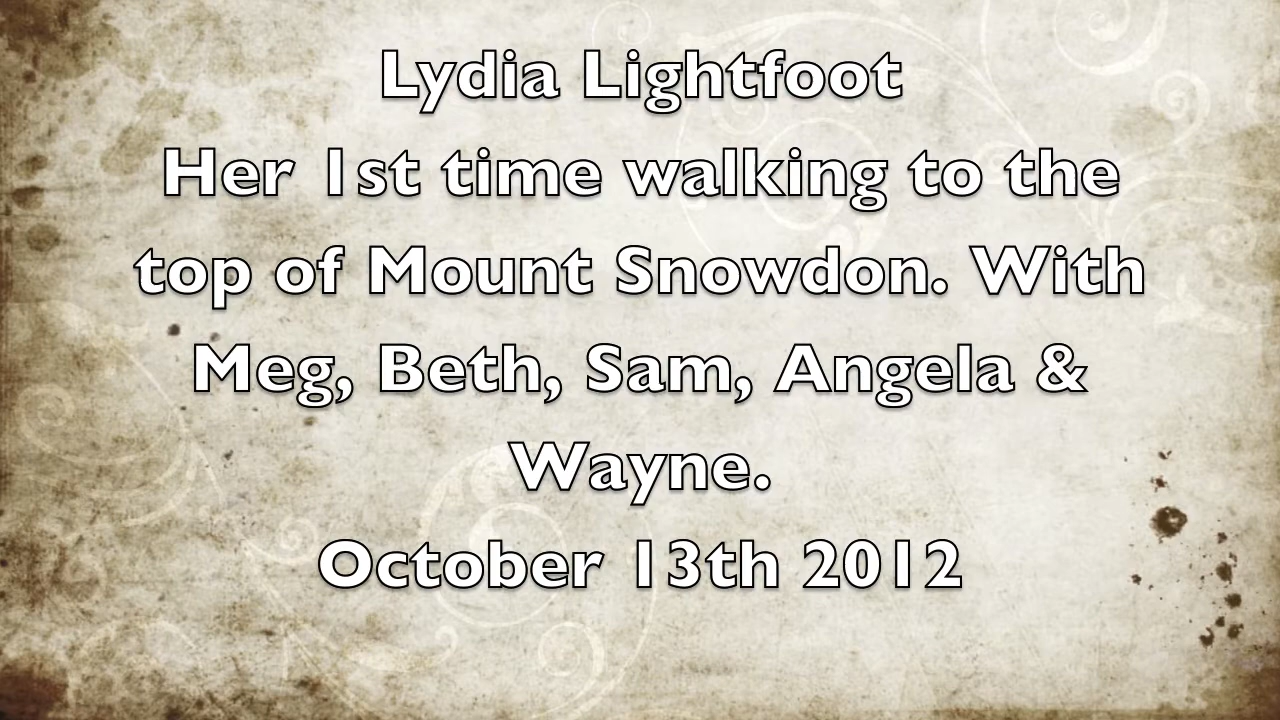 Lydia Lightfoot
Her 1st time walking to the
top of Mount Snowdon. With
Meg, Beth, Sam, Angela &
Wayne.
October 13th 2012